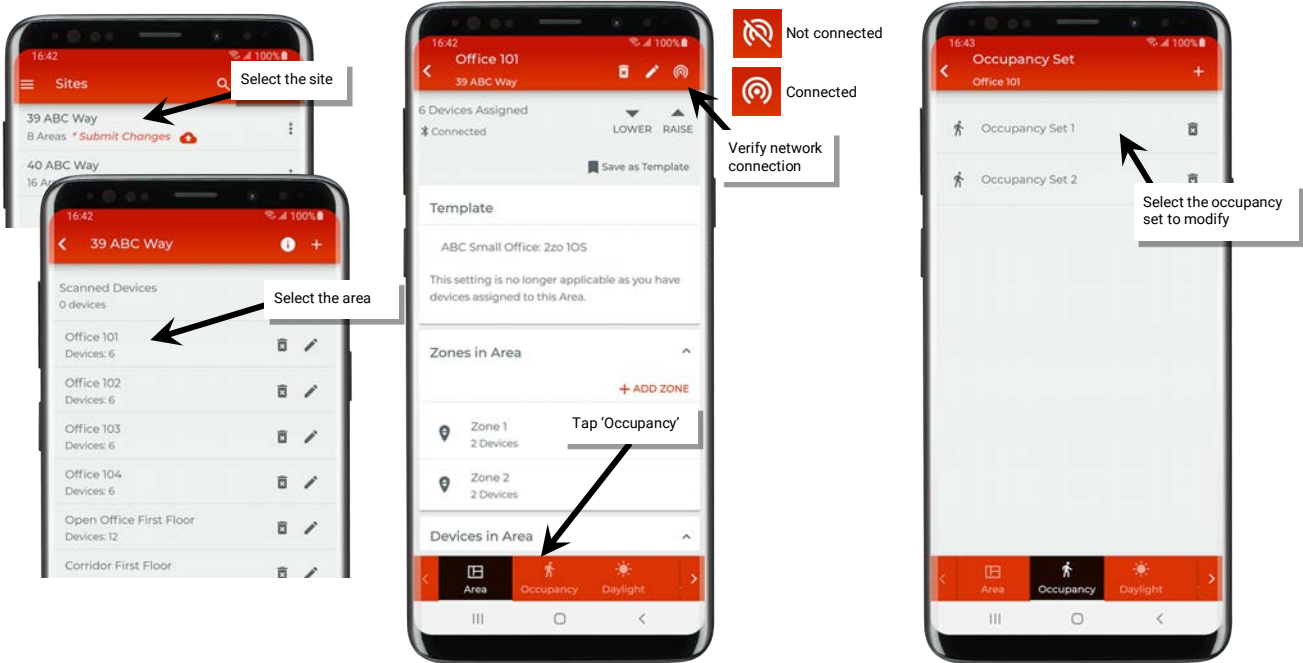 16:42
100%
Sites
Select the site
39 ABC Way
8 Areas * Submit Changes
40 ABC Way
16
16:42
100%
39 ABC Way
Scanned Devices
0 devices
Select the area
Office 101
Devices: 6
Office 102
Devices: 6
Office 103
Devices: 6
Office 104
Devices: 6
Open Office First Floor
Devices: 12
Corridor First Floor
16:42
100%
Office 101
39 ABC Way
6 Devices Assigned
Connected
LOWER RAISE
Save as Template
Template
ABC Small Office: 2zo 1OS
This setting is no longer applicable as you have
devices assigned to this Area.
Zones in Area
+ ADD ZONE
Zone 1
2 Devices
Tap ‘Occupancy’
Zone 2
2 Devices
Devices in Area
Area Occupancy Daylight
Not connected
Connected
Verify network
connection
16:43
100%
Occupancy Set
Office 101
Occupancy Set 1
Occupancy Set 2
Select the occupancy
set to modify
Area Occupancy Daylight